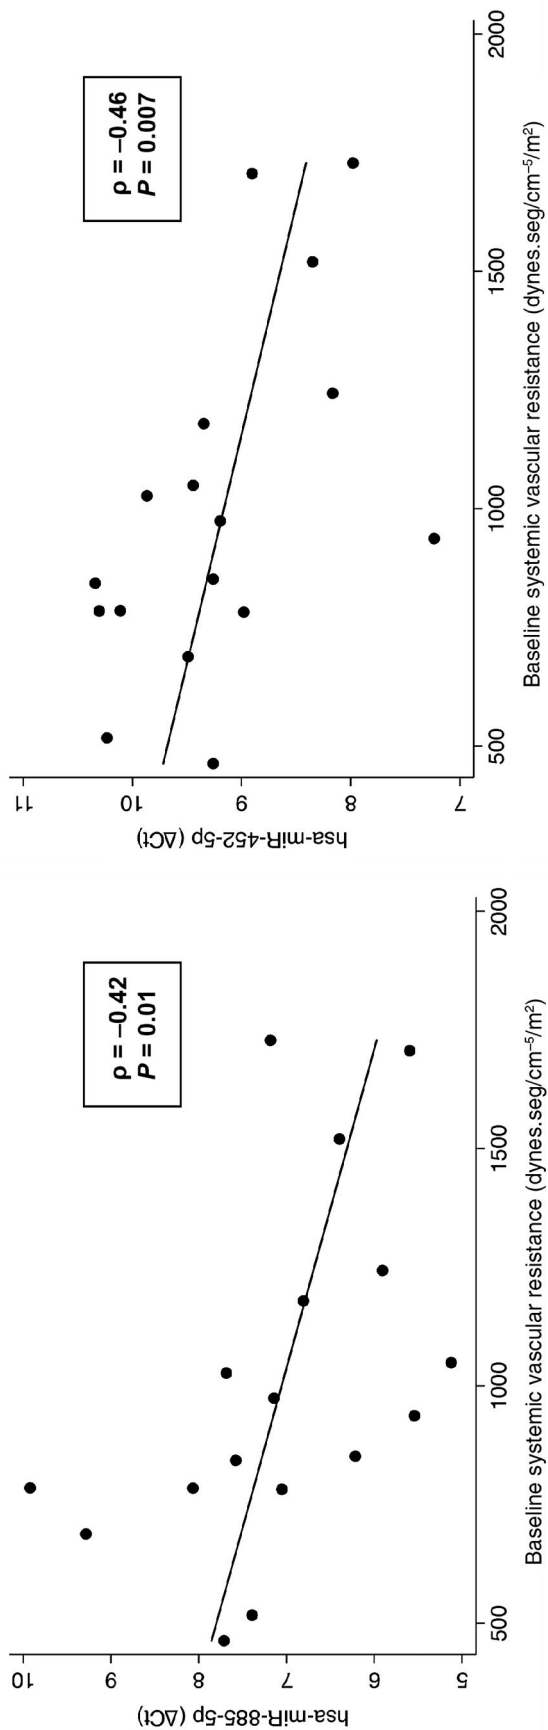 hsa-miR-885-5p (ΔCt)
10
9
8
7
6
5
ρ = –0.42
P = 0.01
500
1000
1500
2000
Baseline systemic vascular resistance (dynes.seg/cm–5/m2)
hsa-miR-452-5p (ΔCt)
11
10
9
8
7
ρ = –0.46
P = 0.007
500
1000
1500
2000
Baseline systemic vascular resistance (dynes.seg/cm–5/m2)